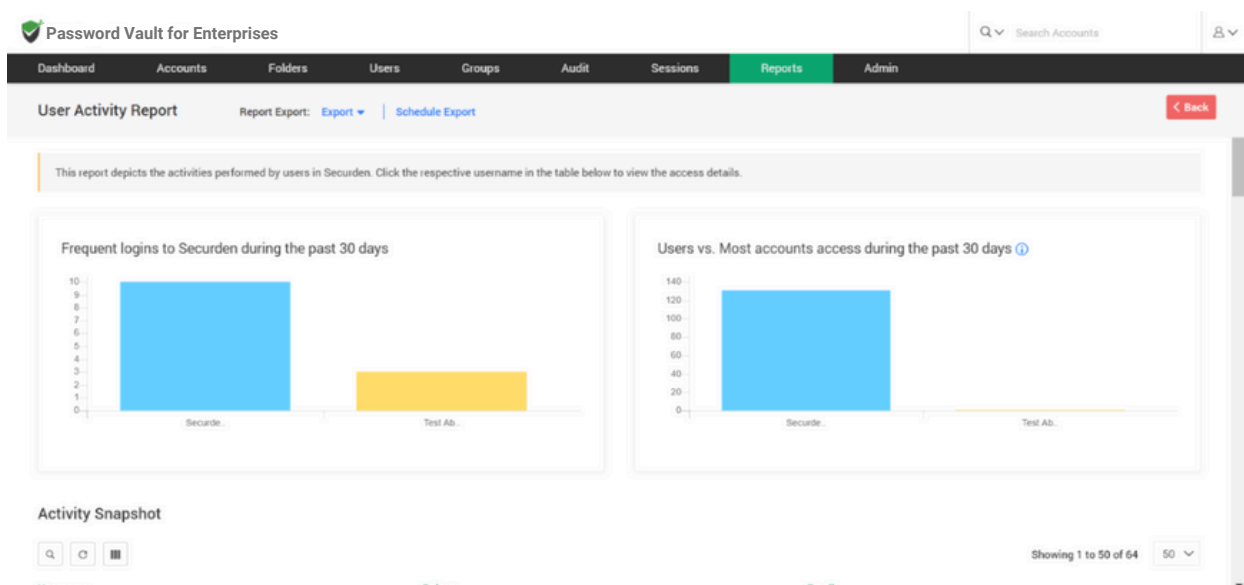 Password Vault for Enterprises
Search Accounts
Dashboard Accounts Folders Users Groups Audit Sessions Reports Admin
User Activity Report Report Export: Export Schedule Export
< Back
This report depicts the activities performed by users in Securden. Click the respective username in the table below to view the access details.
Frequent logins to Securden during the past 30 days
10
9
8
7
6
5
4
3
2
1
0
Securde.. Test Ab..
Users vs. Most accounts access during the past 30 days
140
120
100
80
60
40
20
0
Securde.. Test Ab..
Activity Snapshot
Showing 1 to 50 of 64 50